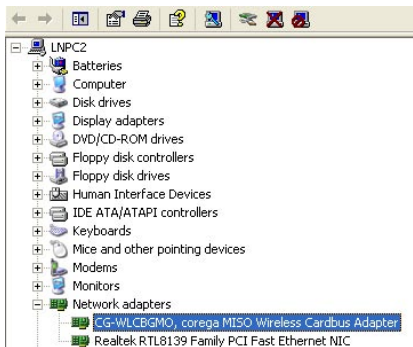 LNPC2
Batteries
Computer
Disk drives
Display adapters
DVD/CD-ROM drives
Floppy disk controllers
Floppy disk drives
Human Interface Devices
IDE ATA/ATAPI controllers
Keyboards
Mice and other pointing devices
Modems
Monitors
Network adapters
CG-WLCBGMO, corega MISO Wireless Cardbus Adapter
Realtek RTL8139 Family PCI Fast Ethernet NIC